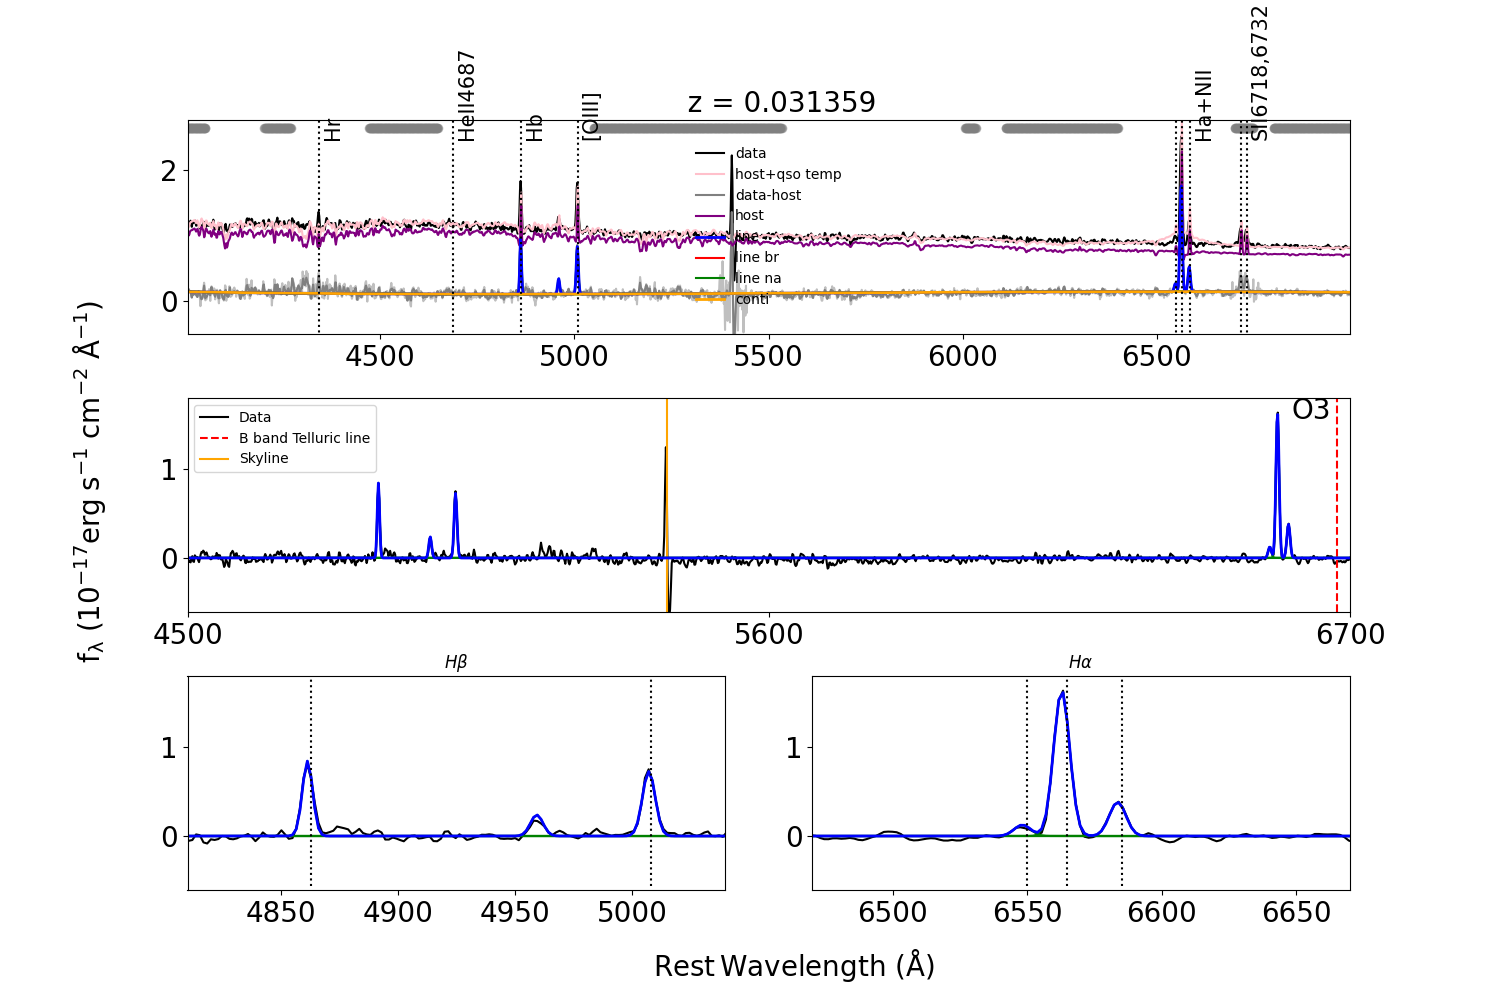 z = 0.031359
Hr
HeII4687
Hb
[OIII]
Ha+NII
SII6718,6732
data
host+qso temp
data-host
host
line br
line na
conti
2
0
4500 5000 5500 6000 6500
f_λ (10^−17 erg s^−1 cm^−2 Å^−1)
Data
B band Telluric line
Skyline
O3
1
0
4500 5600 6700
Hβ
Hα
1
0
1
0
4850 4900 4950 5000
6500 6550 6600 6650
Rest Wavelength (Å)